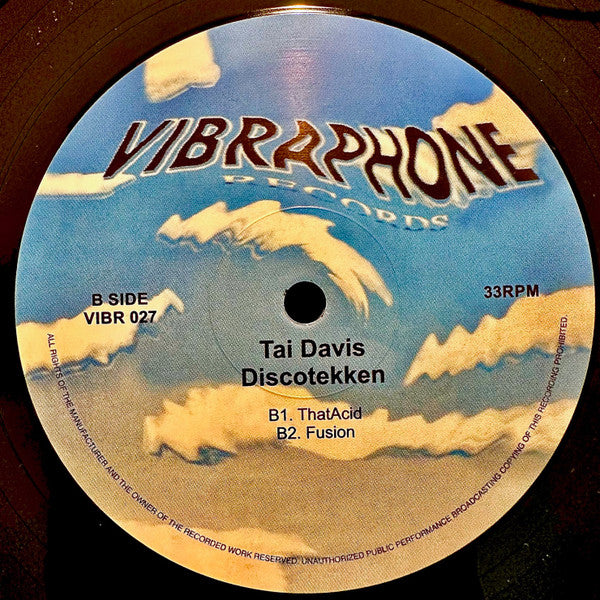 VIBRAPHONE
RECORDS
B SIDE
VIBR 027
33RPM
Tai Davis
Discotekken
B1. ThatAcid
B2. Fusion
ALL RIGHTS OF THE MANUFACTURER AND THE OWNER OF THE RECORDED WORK RESERVED. UNAUTHORIZED PUBLIC PERFORMANCE BROADCASTING COPYING OF THIS RECORDING PROHIBITED.